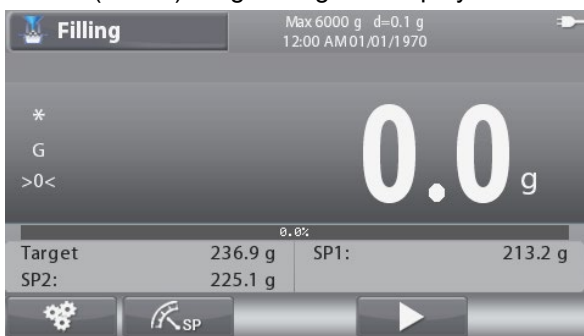 Filling
Max 6000 g d=0.1 g
12:00 AM 01/01/1970
*
G
>0<
0.0 g
0.0%
Target 236.9 g SP1: 213.2 g
SP2: 225.1 g
SP